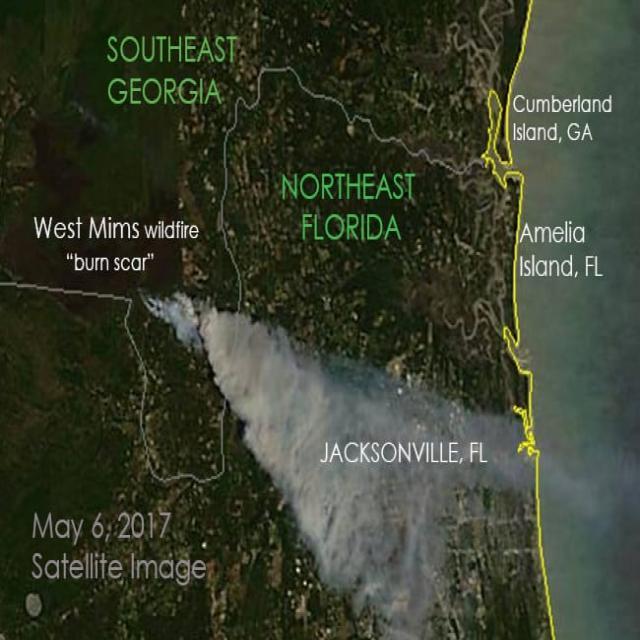 SOUTHEAST
GEORGIA
Cumberland
Island, GA
NORTHEAST
FLORIDA
West Mims wildfire
"burn scar"
Amelia
Island, FL
JACKSONVILLE, FL
May 6, 2017
Satellite Image